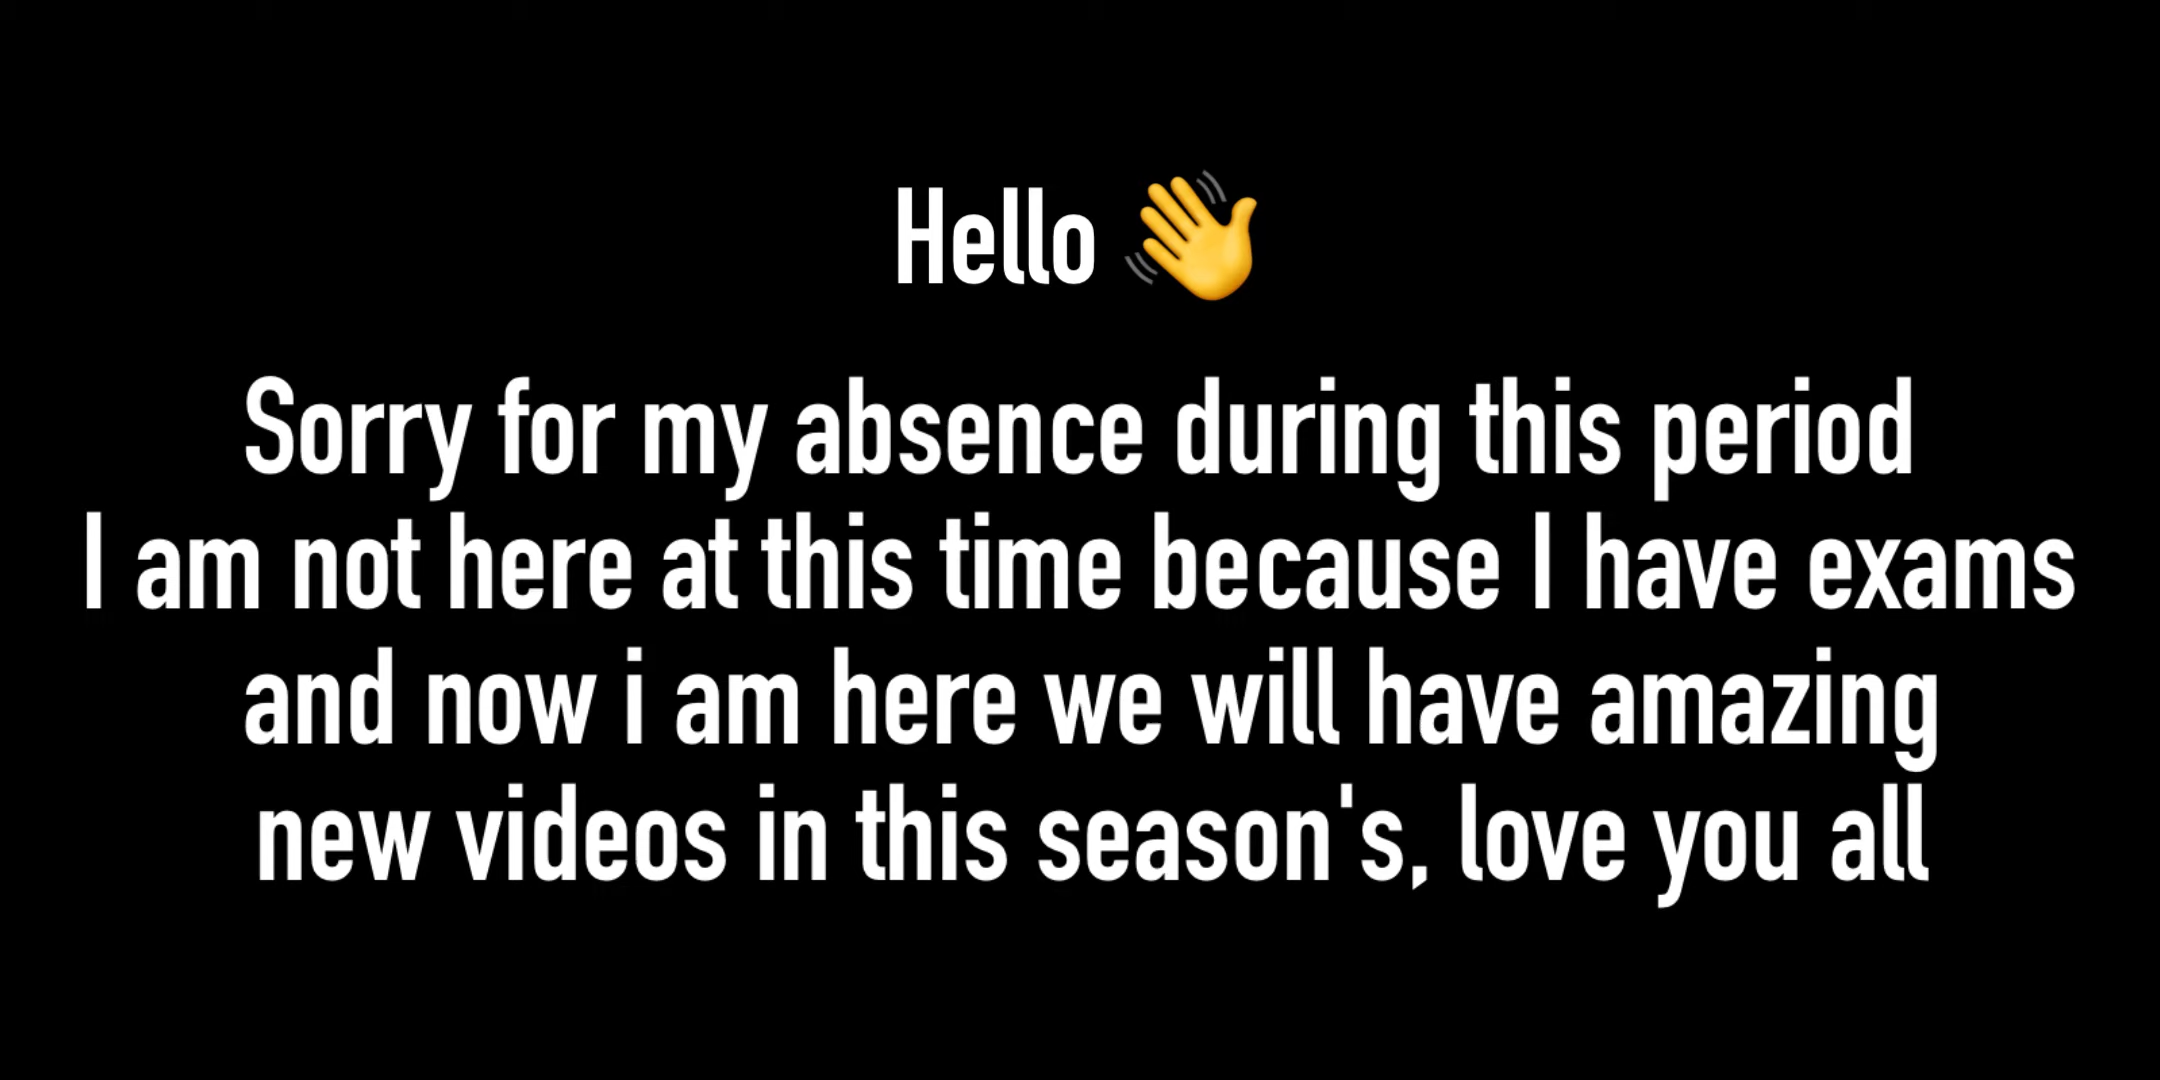 Hello 👋
Sorry for my absence during this period
I am not here at this time because I have exams
and now i am here we will have amazing
new videos in this season's, love you all